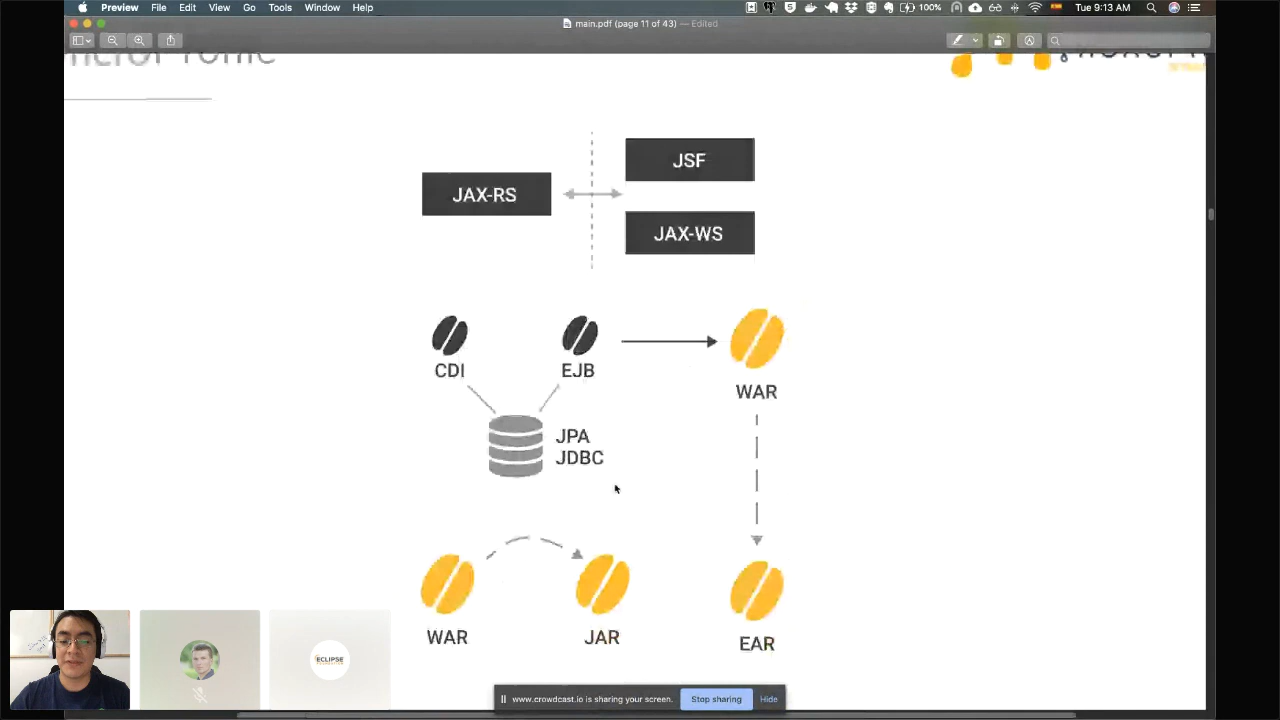 Preview File Edit View Go Tools Window Help
100% Tue 9:13 AM
main.pdf (page 11 of 43) — Edited
JAX-RS
JSF
JAX-WS
CDI
EJB
WAR
JPA
JDBC
WAR
JAR
EAR
ECLIPSE
FOUNDATION
www.crowdcast.io is sharing your screen.
Stop sharing
Hide